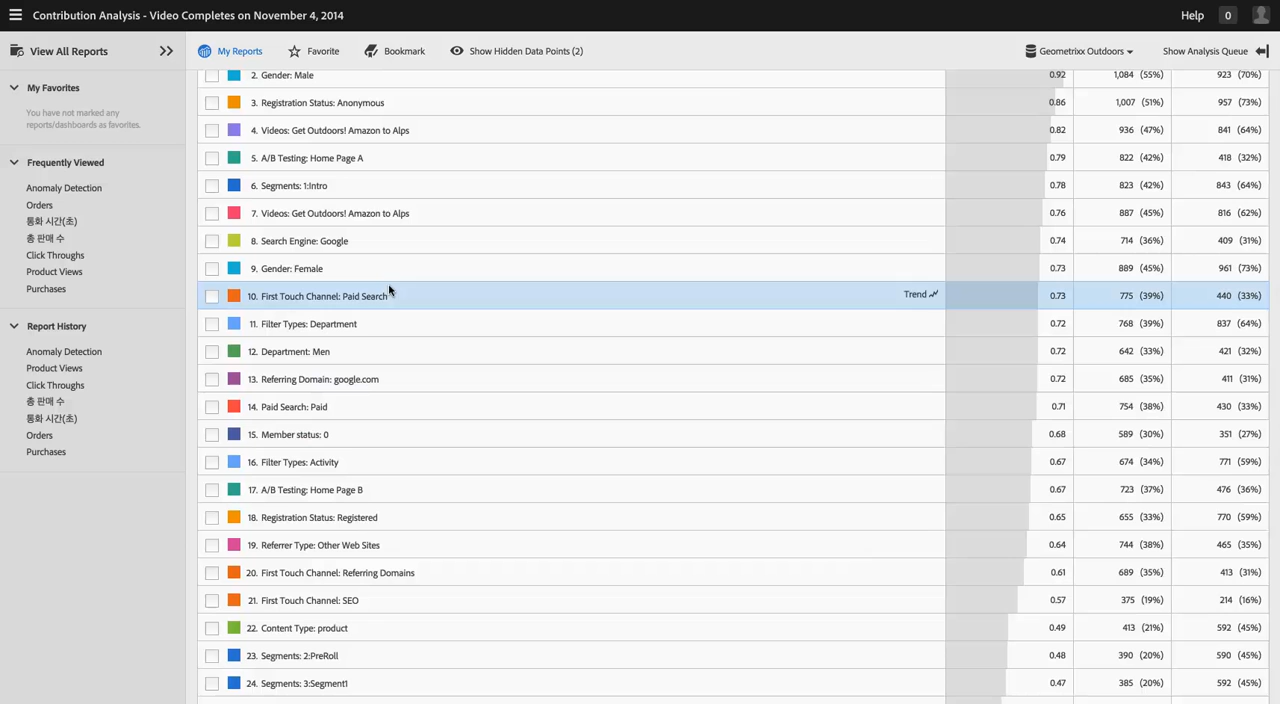 Contribution Analysis - Video Completes on November 4, 2014
Help 0
View All Reports
My Reports Favorite Bookmark Show Hidden Data Points (2) Geometrixx Outdoors Show Analysis Queue
My Favorites
You have not marked any
reports/dashboards as favorites.
Frequently Viewed
Anomaly Detection
Orders
통화 시간(초)
총 판매 수
Click Throughs
Product Views
Purchases
Report History
Anomaly Detection
Product Views
Click Throughs
총 판매 수
통화 시간(초)
Orders
Purchases
2. Gender: Male 0.92 1,084 (55%) 923 (70%)
3. Registration Status: Anonymous 0.86 1,007 (51%) 957 (73%)
4. Videos: Get Outdoors! Amazon to Alps 0.82 936 (47%) 841 (64%)
5. A/B Testing: Home Page A 0.79 822 (42%) 418 (32%)
6. Segments: 1:Intro 0.78 823 (42%) 843 (64%)
7. Videos: Get Outdoors! Amazon to Alps 0.76 887 (45%) 816 (62%)
8. Search Engine: Google 0.74 714 (36%) 409 (31%)
9. Gender: Female 0.73 889 (45%) 961 (73%)
10. First Touch Channel: Paid Search Trend 0.73 775 (39%) 440 (33%)
11. Filter Types: Department 0.72 768 (39%) 837 (64%)
12. Department: Men 0.72 642 (33%) 421 (32%)
13. Referring Domain: google.com 0.72 685 (35%) 411 (31%)
14. Paid Search: Paid 0.71 754 (38%) 430 (33%)
15. Member status: 0 0.68 589 (30%) 351 (27%)
16. Filter Types: Activity 0.67 674 (34%) 771 (59%)
17. A/B Testing: Home Page B 0.67 723 (37%) 476 (36%)
18. Registration Status: Registered 0.65 655 (33%) 770 (59%)
19. Referrer Type: Other Web Sites 0.64 744 (38%) 465 (35%)
20. First Touch Channel: Referring Domains 0.61 689 (35%) 413 (31%)
21. First Touch Channel: SEO 0.57 375 (19%) 214 (16%)
22. Content Type: product 0.49 413 (21%) 592 (45%)
23. Segments: 2:PreRoll 0.48 390 (20%) 590 (45%)
24. Segments: 3:Segment1 0.47 385 (20%) 592 (45%)